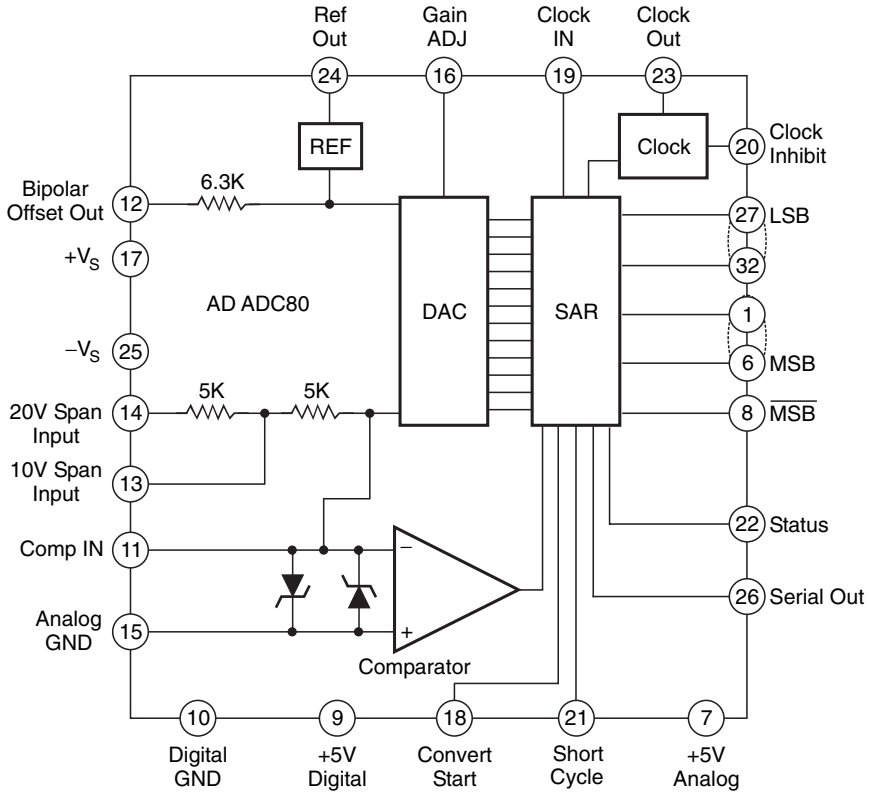 Ref
Out
Gain
ADJ
Clock
IN
Clock
Out
24
16
19
23
REF
Clock
20
Clock
Inhibit
Bipolar
Offset Out
12
6.3K
27
LSB
+VS
17
32
AD ADC80
DAC
SAR
1
−VS
25
6
MSB
20V Span
Input
14
5K
5K
8
MSB
10V Span
Input
13
Comp IN
11
−
22
Status
Analog
GND
15
+
26
Serial Out
Comparator
10
9
18
21
7
Digital
GND
+5V
Digital
Convert
Start
Short
Cycle
+5V
Analog